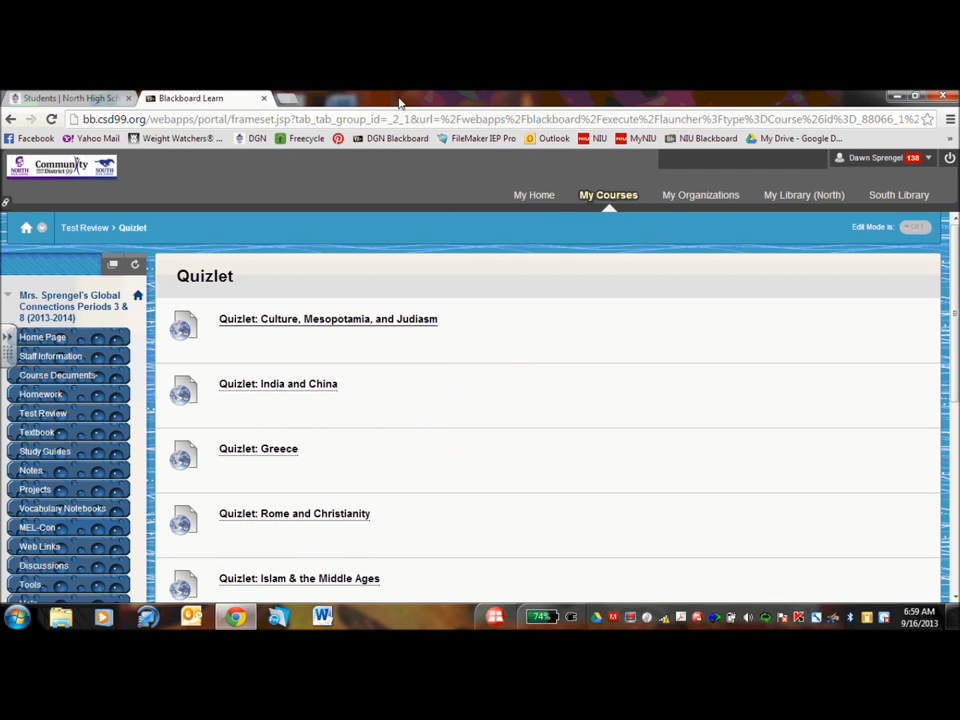 Students | North High Sch
Blackboard Learn
bb.csd99.org/webapps/portal/frameset.jsp?tab_tab_group_id=_2_1&url=%2Fwebapps%2Fblackboard%2Fexecute%2Flauncher%3Ftype%3DCourse%26id%3D_88066_1%2
Facebook Yahoo Mail Weight Watchers® ... DGN Freecycle DGN Blackboard FileMaker IEP Pro Outlook NIU MyNIU NIU Blackboard My Drive - Google D... »
NORTH Community District 99 SOUTH
Dawn Sprengel 138
My Home My Courses My Organizations My Library (North) South Library
Test Review > Quizlet
Edit Mode is: OFF
Quizlet
Mrs. Sprengel's Global
Connections Periods 3 &
8 (2013-2014)
Home Page
Staff Information
Course Documents
Homework
Test Review
Textbook
Study Guides
Notes
Projects
Vocabulary Notebooks
MEL-Con
Web Links
Discussions
Tools
Quizlet: Culture, Mesopotamia, and Judiasm
Quizlet: India and China
Quizlet: Greece
Quizlet: Rome and Christianity
Quizlet: Islam & the Middle Ages
74%
6:59 AM
9/16/2013